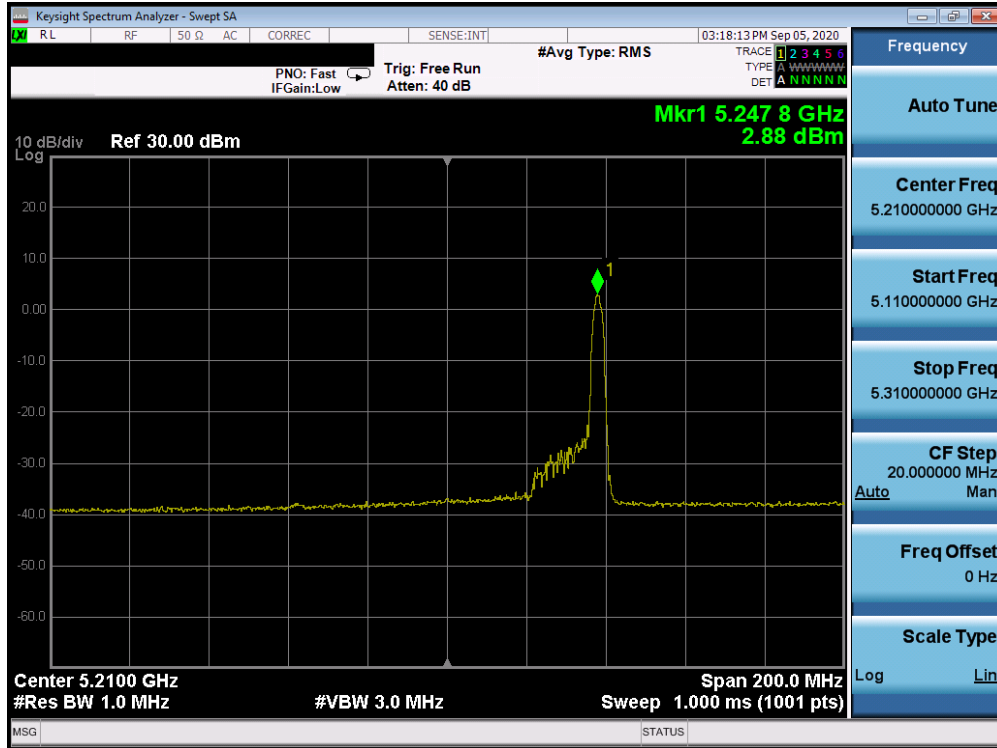 Keysight Spectrum Analyzer - Swept SA
LXI RL RF 50 Ω AC CORREC SENSE:INT 03:18:13 PM Sep 05, 2020
#Avg Type: RMS
TRACE 1 2 3 4 5 6
PNO: Fast Trig: Free Run
TYPE A WWWWW
IFGain:Low Atten: 40 dB
DET A N N N N N
Mkr1 5.247 8 GHz
2.88 dBm
10 dB/div Ref 30.00 dBm
Log
20.0
10.0
1
0.00
-10.0
-20.0
-30.0
-40.0
-50.0
-60.0
Center 5.2100 GHz Span 200.0 MHz
#Res BW 1.0 MHz #VBW 3.0 MHz Sweep 1.000 ms (1001 pts)
MSG STATUS
Frequency
Auto Tune
Center Freq
5.210000000 GHz
Start Freq
5.110000000 GHz
Stop Freq
5.310000000 GHz
CF Step
20.000000 MHz
Auto Man
Freq Offset
0 Hz
Scale Type
Log Lin